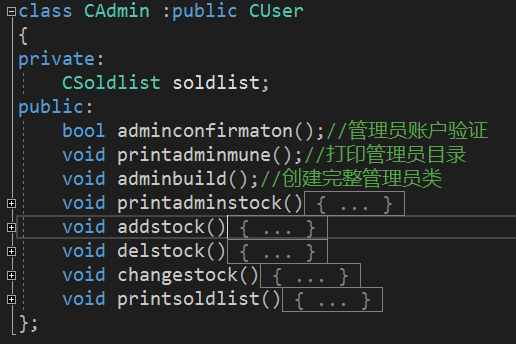 class CAdmin :public CUser
{
private:
CSoldlist soldlist;
public:
bool adminconfirmaton();//管理员账户验证
void printadminmune();//打印管理员目录
void adminbuild();//创建完整管理员类
void printadminstock(){ ... }
void addstock(){ ... }
void delstock(){ ... }
void changestock(){ ... }
void printsoldlist(){ ... }
};